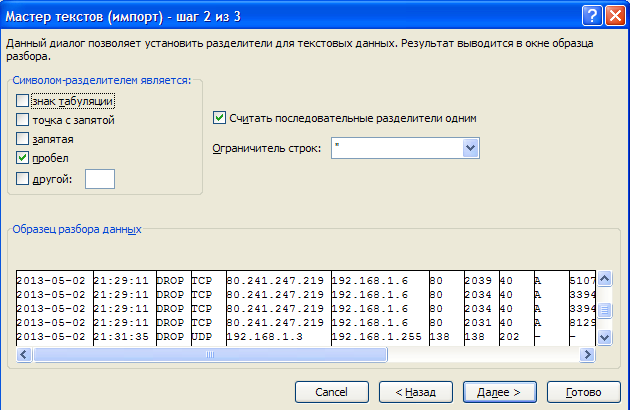 Мастер текстов (импорт) - шаг 2 из 3
Данный диалог позволяет установить разделители для текстовых данных. Результат выводится в окне образца
разбора.
Символом-разделителем является:
знак табуляции
точка с запятой
запятая
пробел
другой:
Считать последовательные разделители одним
Ограничитель строк: "
Образец разбора данных
2013-05-02 21:29:11 DROP TCP 80.241.247.219 192.168.1.6 80 2039 40 A 5107
2013-05-02 21:29:11 DROP TCP 80.241.247.219 192.168.1.6 80 2034 40 A 3394
2013-05-02 21:29:11 DROP TCP 80.241.247.219 192.168.1.6 80 2034 40 A 3394
2013-05-02 21:29:11 DROP TCP 80.241.247.219 192.168.1.6 80 2031 40 A 8129
2013-05-02 21:31:35 DROP UDP 192.168.1.3 192.168.1.255 138 138 202 - -
Cancel < Назад Далее > Готово